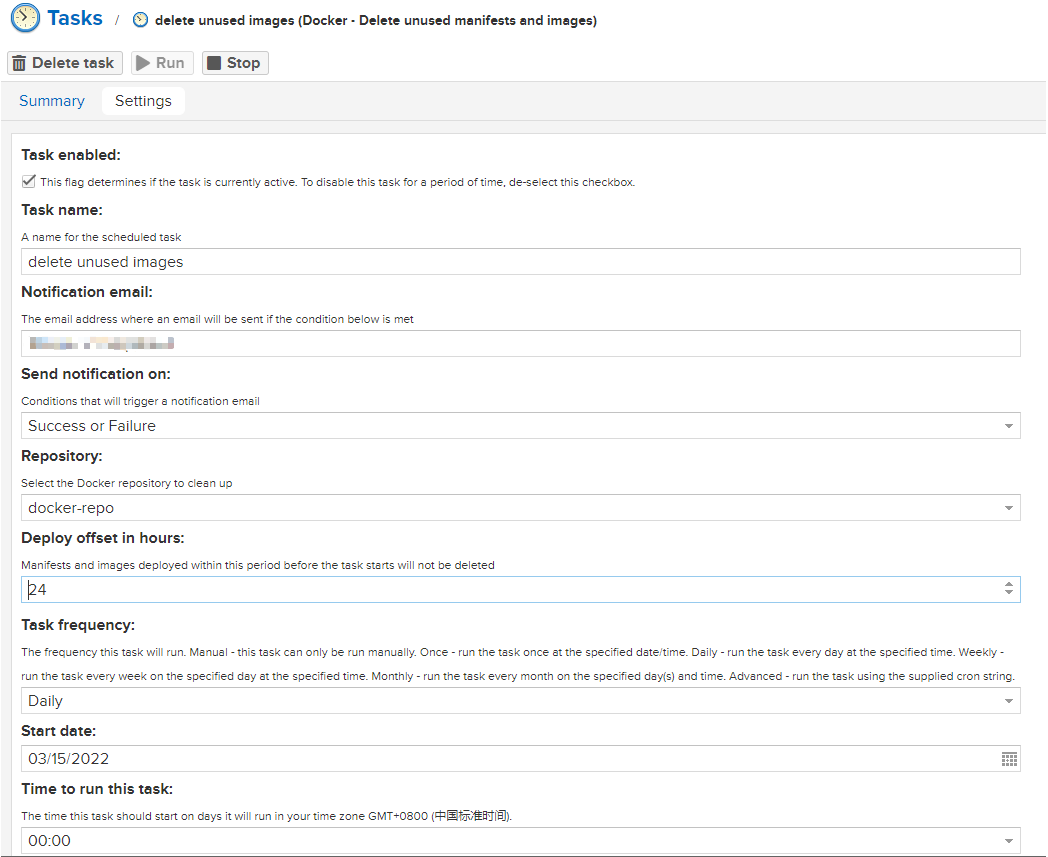 Tasks / delete unused images (Docker - Delete unused manifests and images)
Delete task Run Stop
Summary Settings
Task enabled:
This flag determines if the task is currently active. To disable this task for a period of time, de-select this checkbox.
Task name:
A name for the scheduled task
delete unused images
Notification email:
The email address where an email will be sent if the condition below is met
Send notification on:
Conditions that will trigger a notification email
Success or Failure
Repository:
Select the Docker repository to clean up
docker-repo
Deploy offset in hours:
Manifests and images deployed within this period before the task starts will not be deleted
24
Task frequency:
The frequency this task will run. Manual - this task can only be run manually. Once - run the task once at the specified date/time. Daily - run the task every day at the specified time. Weekly -
run the task every week on the specified day at the specified time. Monthly - run the task every month on the specified day(s) and time. Advanced - run the task using the supplied cron string.
Daily
Start date:
03/15/2022
Time to run this task:
The time this task should start on days it will run in your time zone GMT+0800 (中国标准时间).
00:00